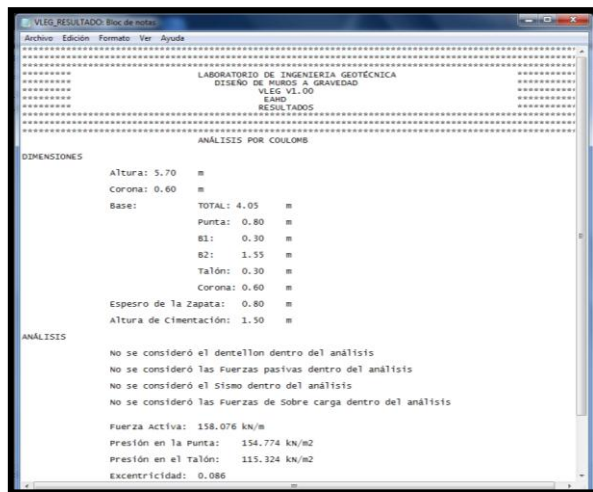 VLEG_RESULTADO: Bloc de notas
Archivo Edición Formato Ver Ayuda
LABORATORIO DE INGENIERIA GEOTÉCNICA
DISEÑO DE MUROS A GRAVEDAD
VLEG V1.00
EAHD
RESULTADOS
ANÁLISIS POR COULOMB
DIMENSIONES
Altura: 5.70 m
Corona: 0.60 m
Base: TOTAL: 4.05 m
Punta: 0.80 m
B1: 0.30 m
B2: 1.55 m
Talón: 0.30 m
Corona: 0.60 m
Espesro de la Zapata: 0.80 m
Altura de Cimentación: 1.50 m
ANÁLISIS
No se consideró el dentellon dentro del análisis
No se consideró las Fuerzas pasivas dentro del análisis
No se consideró el Sismo dentro del análisis
No se consideró las Fuerzas de Sobre carga dentro del análisis
Fuerza Activa: 158.076 kN/m
Presión en la Punta: 154.774 kN/m2
Presión en el Talón: 115.324 kN/m2
Excentricidad: 0.086